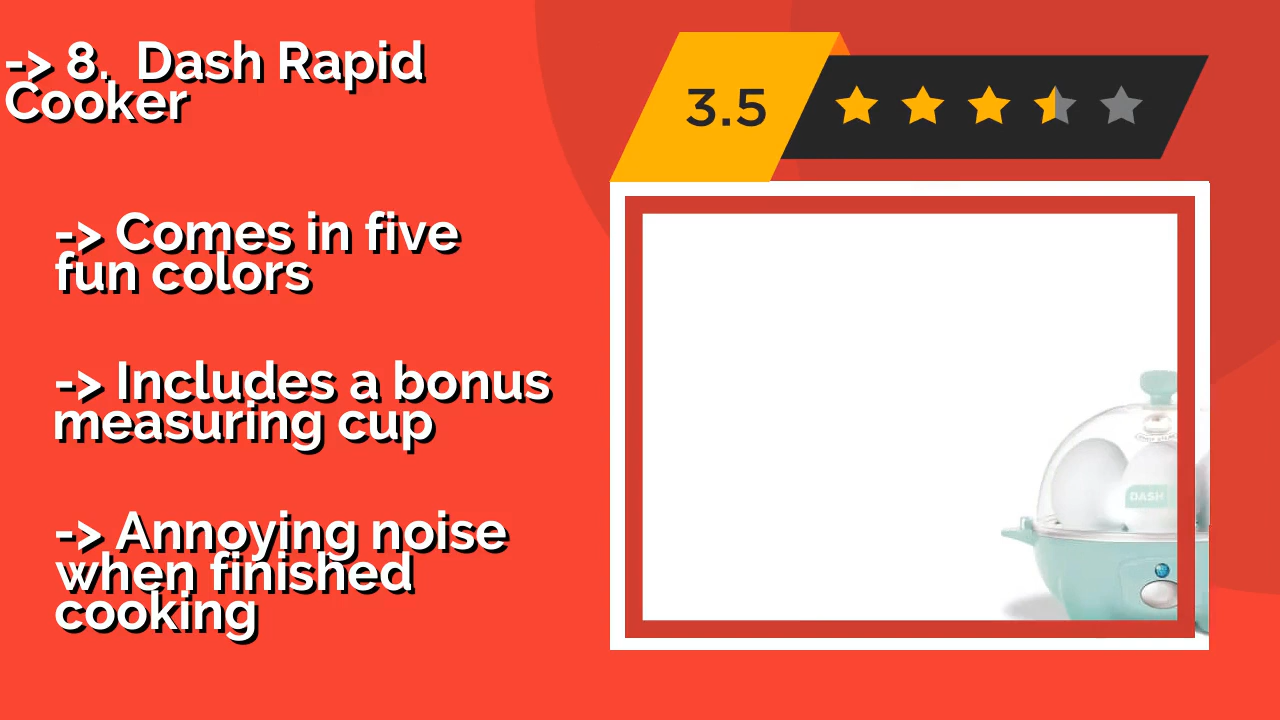 -> 8.  Dash Rapid
Cooker
3.5
-> Comes in five
fun colors
-> Includes a bonus
measuring cup
-> Annoying noise
when finished
cooking
DASH